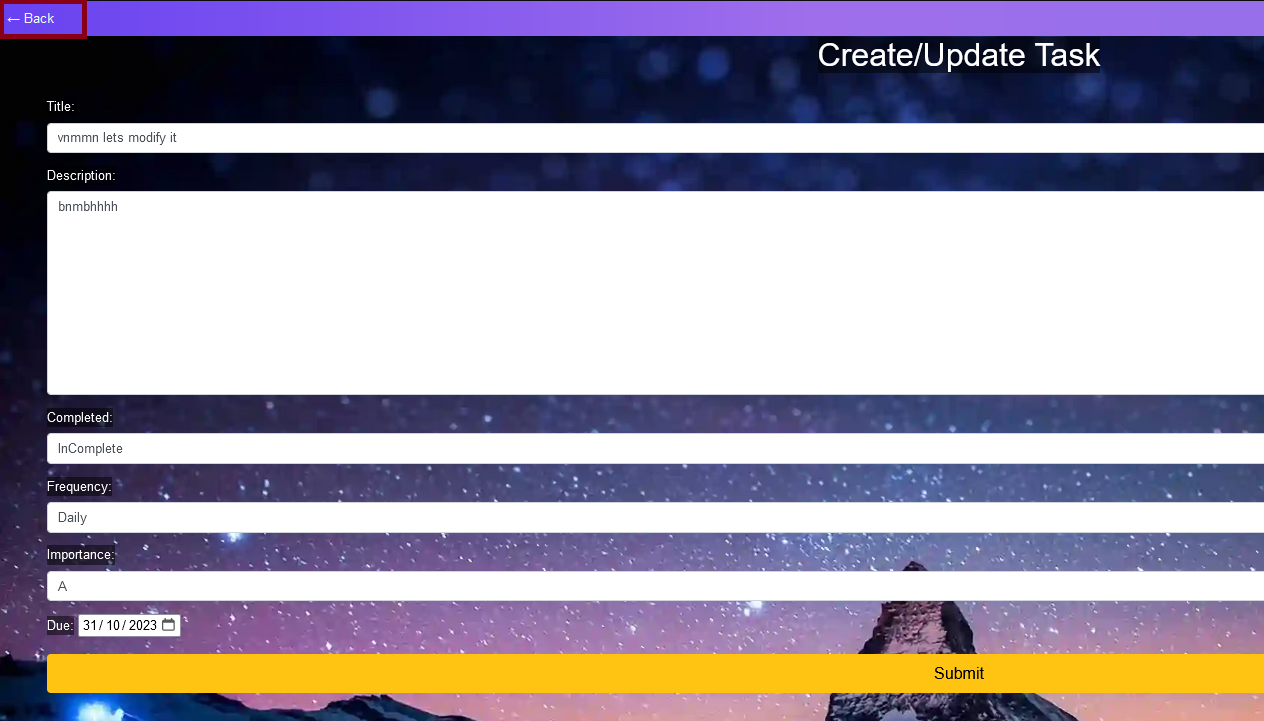 ← Back
Create/Update Task
Title:
vnmmn lets modify it
Description:
bnmbhhhh
Completed:
InComplete
Frequency:
Daily
Importance:
A
Due: 31/10/2023
Submit